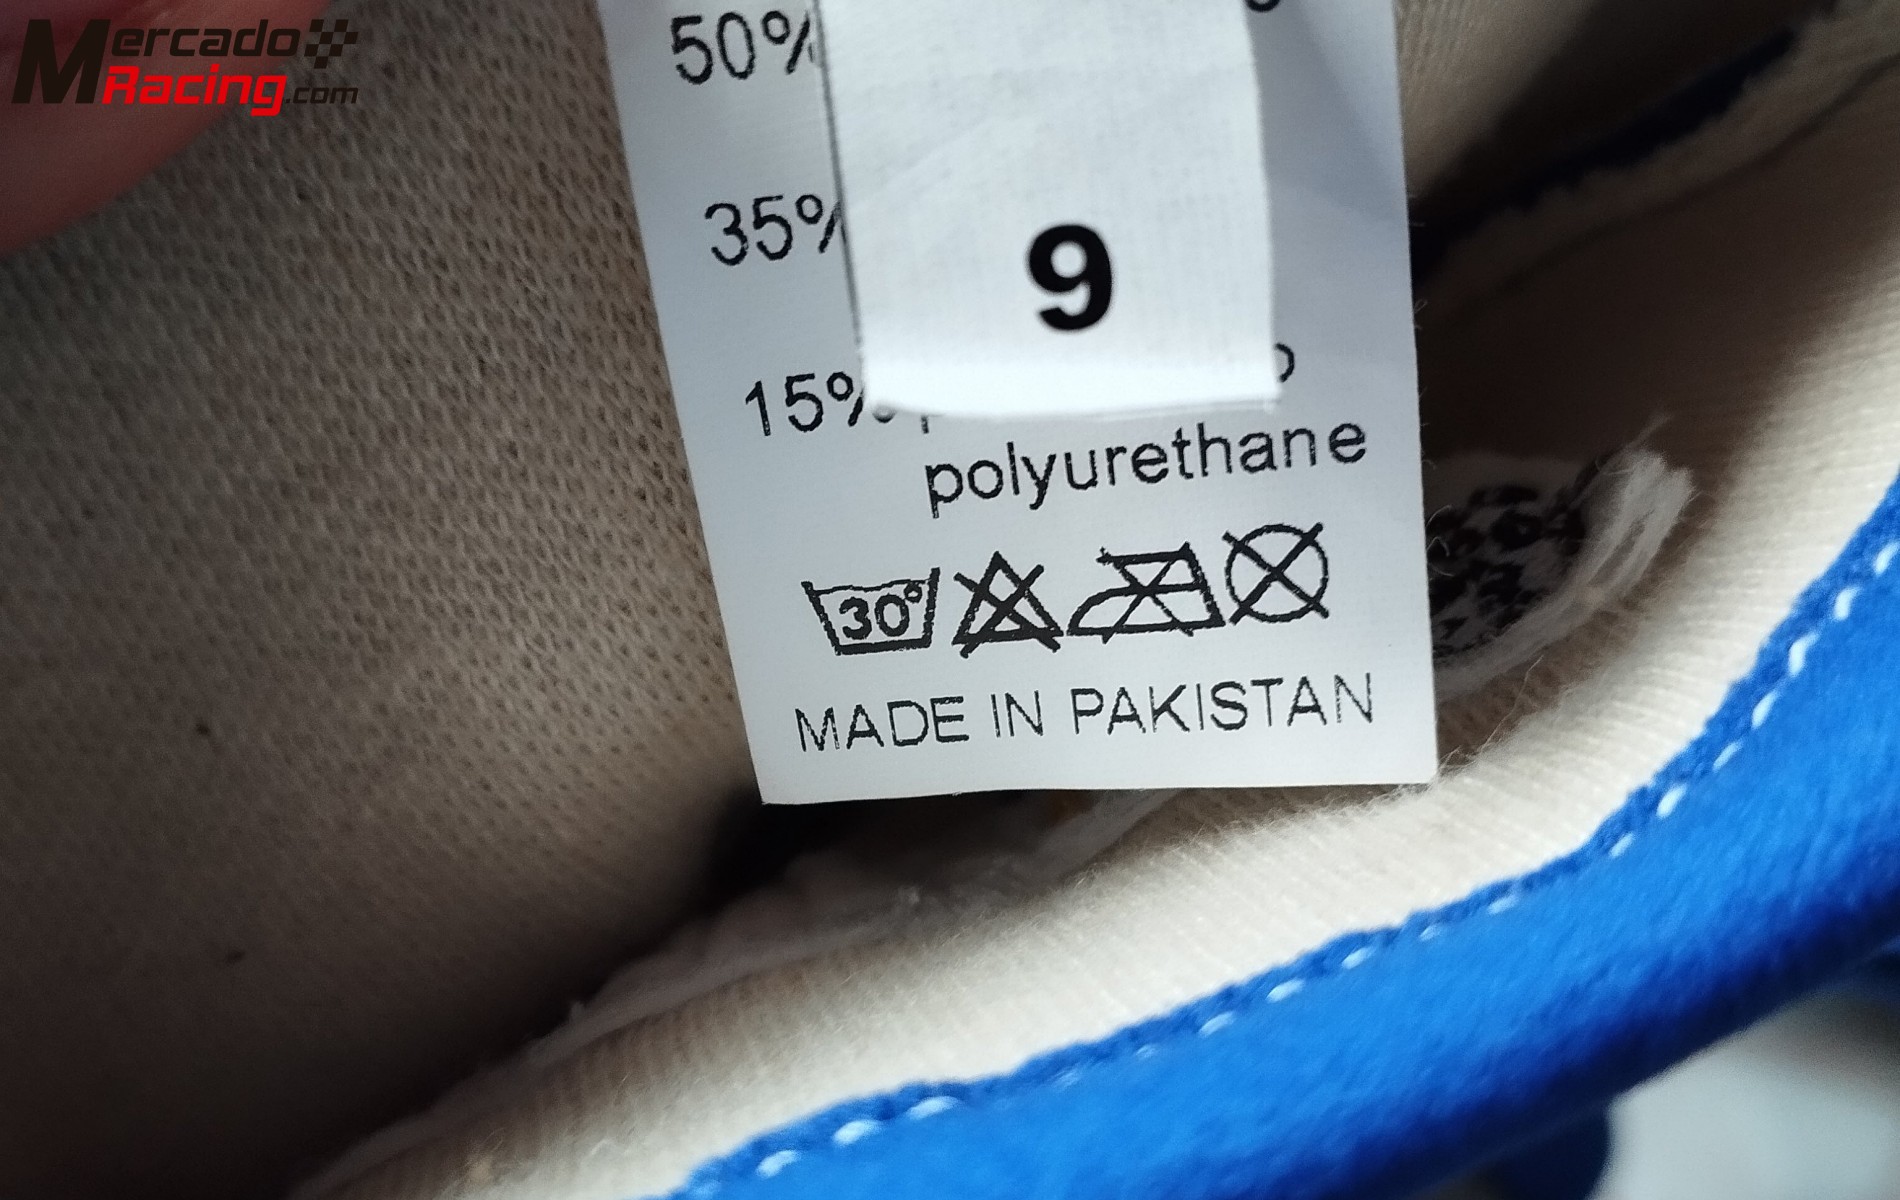 Mercado
Racing.com
50%
35%
9
15%
polyurethane
30°
MADE IN PAKISTAN